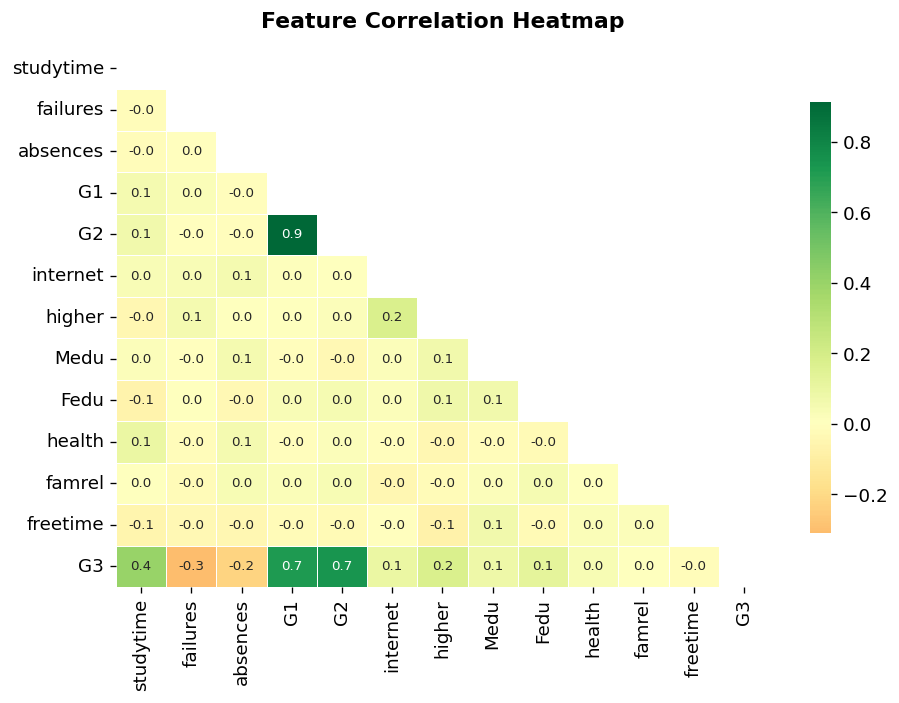 Feature Correlation Heatmap
studytime
failures -0.0
absences -0.0 0.0
G1 0.1 0.0 -0.0
G2 0.1 -0.0 -0.0 0.9
internet 0.0 0.0 0.1 0.0 0.0
higher -0.0 0.1 0.0 0.0 0.0 0.2
Medu 0.0 -0.0 0.1 -0.0 -0.0 0.0 0.1
Fedu -0.1 0.0 -0.0 0.0 0.0 0.0 0.1 0.1
health 0.1 -0.0 0.1 -0.0 0.0 -0.0 -0.0 -0.0 -0.0
famrel 0.0 -0.0 0.0 0.0 0.0 -0.0 -0.0 0.0 0.0 0.0
freetime -0.1 -0.0 -0.0 -0.0 -0.0 -0.0 -0.1 0.1 -0.0 0.0 0.0
G3 0.4 -0.3 -0.2 0.7 0.7 0.1 0.2 0.1 0.1 0.0 0.0 -0.0
studytime failures absences G1 G2 internet higher Medu Fedu health famrel freetime G3
0.8
0.6
0.4
0.2
0.0
−0.2